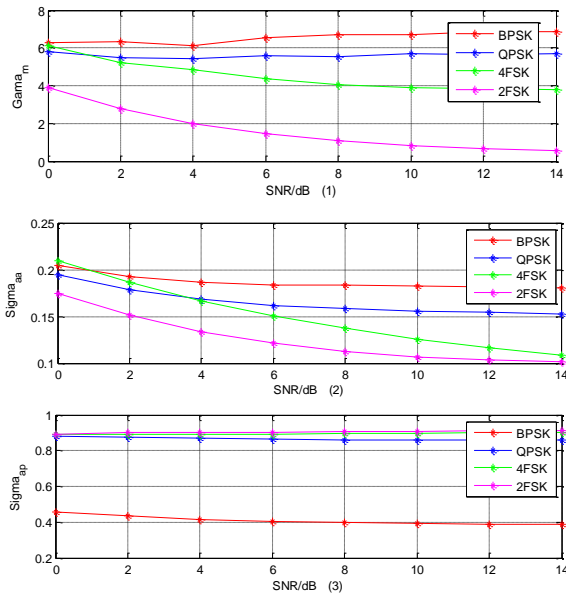 8
6
4
2
0
Gama_m
0 2 4 6 8 10 12 14
SNR/dB (1)
BPSK
QPSK
4FSK
2FSK
0.25
0.2
0.15
0.1
Sigma_aa
0 2 4 6 8 10 12 14
SNR/dB (2)
BPSK
QPSK
4FSK
2FSK
1
0.8
0.6
0.4
0.2
Sigma_ap
0 2 4 6 8 10 12 14
SNR/dB (3)
BPSK
QPSK
4FSK
2FSK